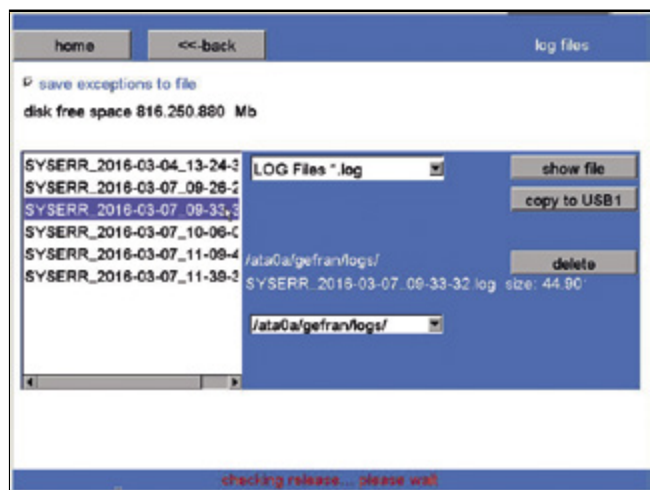 home <<-back log files
save exceptions to file
disk free space 816.250.880 Mb
SYSERR_2016-03-04_13-24-3
SYSERR_2016-03-07_09-26-2
SYSERR_2016-03-07_09-33-3
SYSERR_2016-03-07_10-06-0
SYSERR_2016-03-07_11-09-4
SYSERR_2016-03-07_11-39-3
LOG Files *.log
show file
copy to USB1
/ata0a/gefran/logs/
delete
SYSERR_2016-03-07_09-33-32.log size: 44.90
/ata0a/gefran/logs/
checking release... please wait